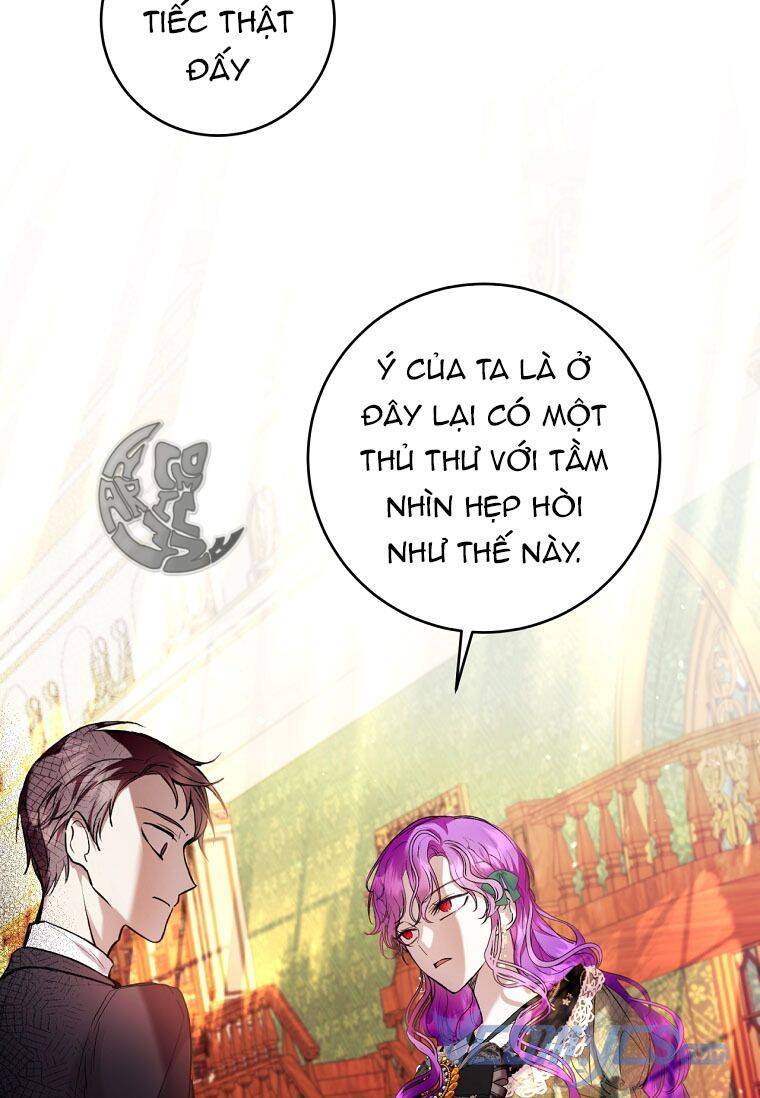 TIẾC THẬT
ĐẤY
Ý CỦA TA LÀ Ở
ĐÂY LẠI CÓ MỘT
THỦ THƯ VỚI TẦM
NHÌN HẸP HÒI
NHƯ THẾ NÀY.